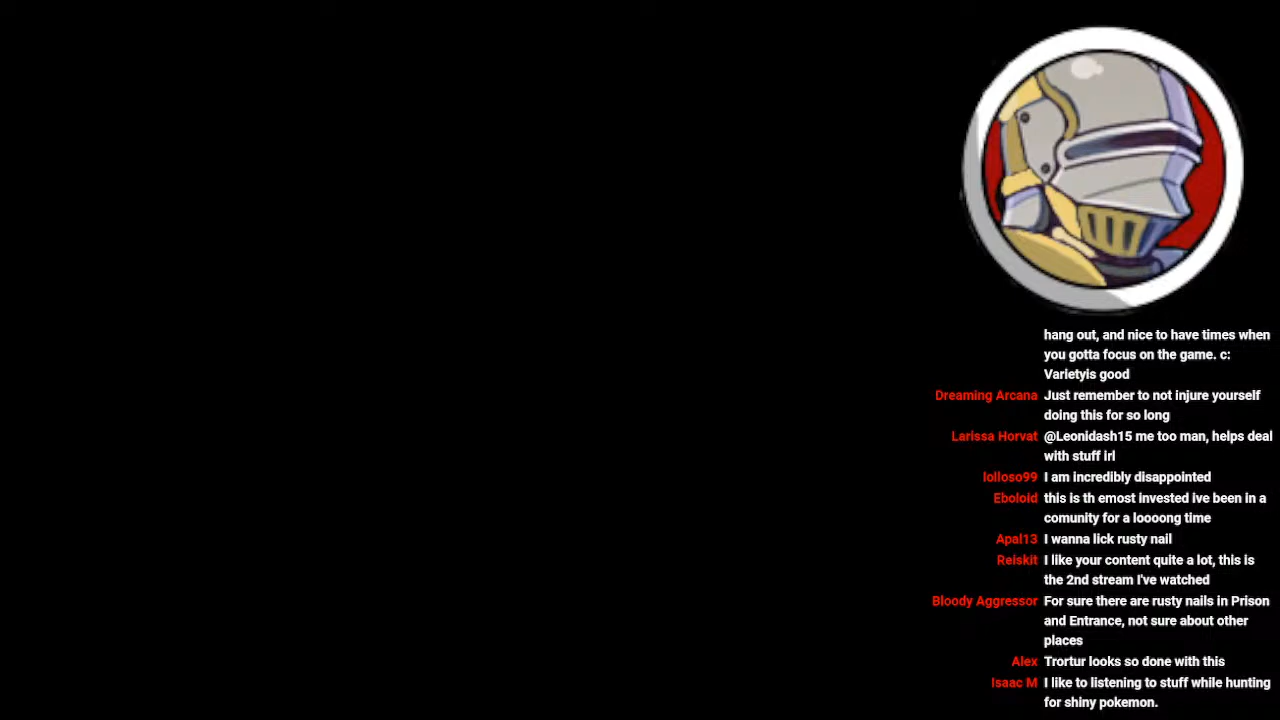 hang out, and nice to have times when
you gotta focus on the game. c:
Varietyis good
Dreaming Arcana Just remember to not injure yourself
doing this for so long
Larissa Horvat @Leonidash15 me too man, helps deal
with stuff irl
lolloso99 I am incredibly disappointed
Eboloid this is th emost invested ive been in a
comunity for a loooong time
Apal13 I wanna lick rusty nail
Reiskit I like your content quite a lot, this is
the 2nd stream I've watched
Bloody Aggressor For sure there are rusty nails in Prison
and Entrance, not sure about other
places
Alex Trortur looks so done with this
Isaac M I like to listening to stuff while hunting
for shiny pokemon.